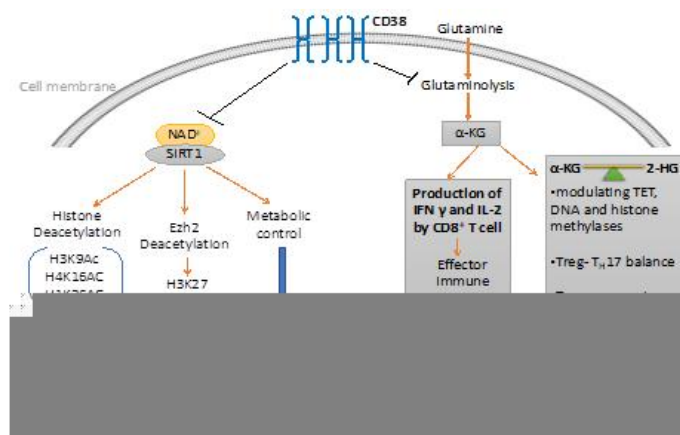 CD38
Glutamine
Cell membrane
Glutaminolysis
NAD⁺
SIRT1
α-KG
α-KG 2-HG
•modulating TET,
DNA and histone
methylases
•Treg- TH17 balance
Production of
IFN γ and IL-2
by CD8⁺ T cell
Effector
Immune
Histone
Deacetylation
H3K9Ac
H4K16AC
Ezh2
Deacetylation
H3K27
Metabolic
control